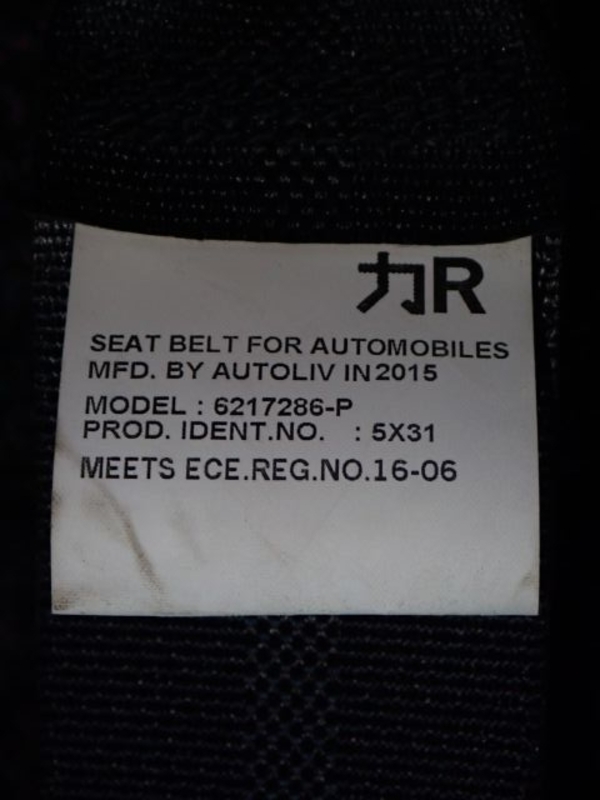 カR
SEAT BELT FOR AUTOMOBILES
MFD. BY AUTOLIV IN 2015
MODEL : 6217286-P
PROD. IDENT.NO. : 5X31
MEETS ECE.REG.NO.16-06